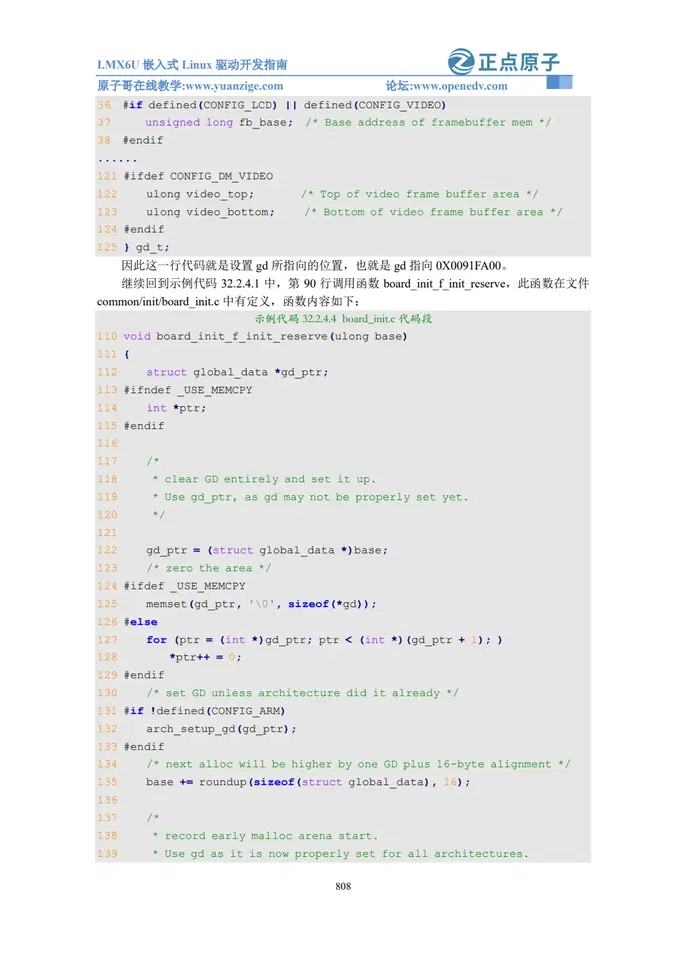 I.MX6U 嵌入式 Linux 驱动开发指南
正点原子
原子哥在线教学:www.yuanzige.com 论坛:www.openedv.com
36 #if defined(CONFIG_LCD) || defined(CONFIG_VIDEO)
37 unsigned long fb_base; /* Base address of framebuffer mem */
38 #endif
......
121 #ifdef CONFIG_DM_VIDEO
122 ulong video_top; /* Top of video frame buffer area */
123 ulong video_bottom; /* Bottom of video frame buffer area */
124 #endif
125 } gd_t;
因此这一行代码就是设置 gd 所指向的位置，也就是 gd 指向 0X0091FA00。
继续回到示例代码 32.2.4.1 中，第 90 行调用函数 board_init_f_init_reserve，此函数在文件
common/init/board_init.c 中有定义，函数内容如下：
示例代码 32.2.4.4 board_init.c 代码段
110 void board_init_f_init_reserve(ulong base)
111 {
112 struct global_data *gd_ptr;
113 #ifndef _USE_MEMCPY
114 int *ptr;
115 #endif
116
117 /*
118 * clear GD entirely and set it up.
119 * Use gd_ptr, as gd may not be properly set yet.
120 */
121
122 gd_ptr = (struct global_data *)base;
123 /* zero the area */
124 #ifdef _USE_MEMCPY
125 memset(gd_ptr, '\0', sizeof(*gd));
126 #else
127 for (ptr = (int *)gd_ptr; ptr < (int *)(gd_ptr + 1); )
128 *ptr++ = 0;
129 #endif
130 /* set GD unless architecture did it already */
131 #if !defined(CONFIG_ARM)
132 arch_setup_gd(gd_ptr);
133 #endif
134 /* next alloc will be higher by one GD plus 16-byte alignment */
135 base += roundup(sizeof(struct global_data), 16);
136
137 /*
138 * record early malloc arena start.
139 * Use gd as it is now properly set for all architectures.
808